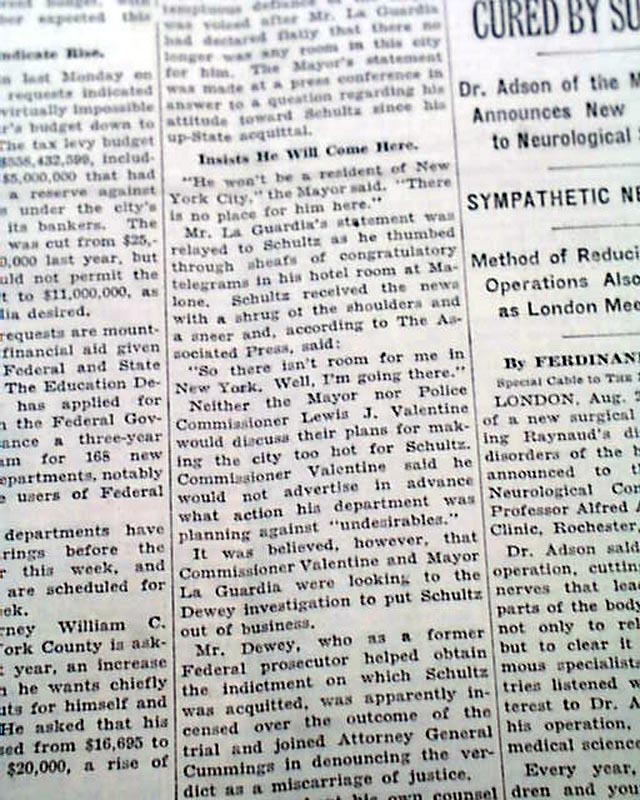 her expected this
Indicate Rise.
last Monday on
requests indicated
virtually impossible
r's budget down to
The tax levy budget
$558,432,599, includ-
$5,000,000 that had
a reserve against
under the city's
its bankers. The
was cut from $25,-
0,000 last year, but
uld not permit the
t to $11,000,000, as
dia desired.
requests are mount-
financial aid given
Federal and State
The Education De-
has applied for
the Federal Gov-
ance a three-year
am for 168 new
epartments, notably
e users of Federal
departments have
rings before the
r this week, and
are scheduled for
ek.
rney William C.
York County is ask-
t year, an increase
h he wants chiefly
uts for himself and
He asked that his
sed from $16,695 to
$20,000, a rise of
was voiced after Mr. La Guardia
had declared flatly that there no
longer was any room in this city
for him. The Mayor's statement
was made at a press conference in
answer to a question regarding his
attitude toward Schultz since his
up-State acquittal.
Insists He Will Come Here.
"He won't be a resident of New
York City," the Mayor said. "There
is no place for him here."
Mr. La Guardia's statement was
relayed to Schultz as he thumbed
through sheafs of congratulatory
telegrams in his hotel room at Ma-
lone. Schultz received the news
with a shrug of the shoulders and
a sneer and, according to The As-
sociated Press, said:
"So there isn't room for me in
New York. Well, I'm going there."
Neither the Mayor nor Police
Commissioner Lewis J. Valentine
would discuss their plans for mak-
ing the city too hot for Schultz.
Commissioner Valentine said he
would not advertise in advance
what action his department was
planning against "undesirables."
It was believed, however, that
Commissioner Valentine and Mayor
La Guardia were looking to the
Dewey investigation to put Schultz
out of business.
Mr. Dewey, who as a former
Federal prosecutor helped obtain
the indictment on which Schultz
was acquitted, was apparently in-
censed over the outcome of the
trial and joined Attorney General
Cummings in denouncing the ver-
dict as a miscarriage of justice.
his own counsel
CURED BY SU
Dr. Adson of the M
Announces New
to Neurological
SYMPATHETIC NE
Method of Reduci
Operations Also
as London Mee
By FERDINAN
Special Cable to THE
LONDON, Aug. 2
of a new surgical
ing Raynaud's di
disorders of the b
announced to t
Neurological Con
Professor Alfred
Clinic, Rochester,
Dr. Adson said
operation, cuttin
nerves that lea
parts of the body
not only to rel
but to clear it
mous specialist
tries listened w
terest to Dr. A
his operation,
medical science
Every year,
dren and you